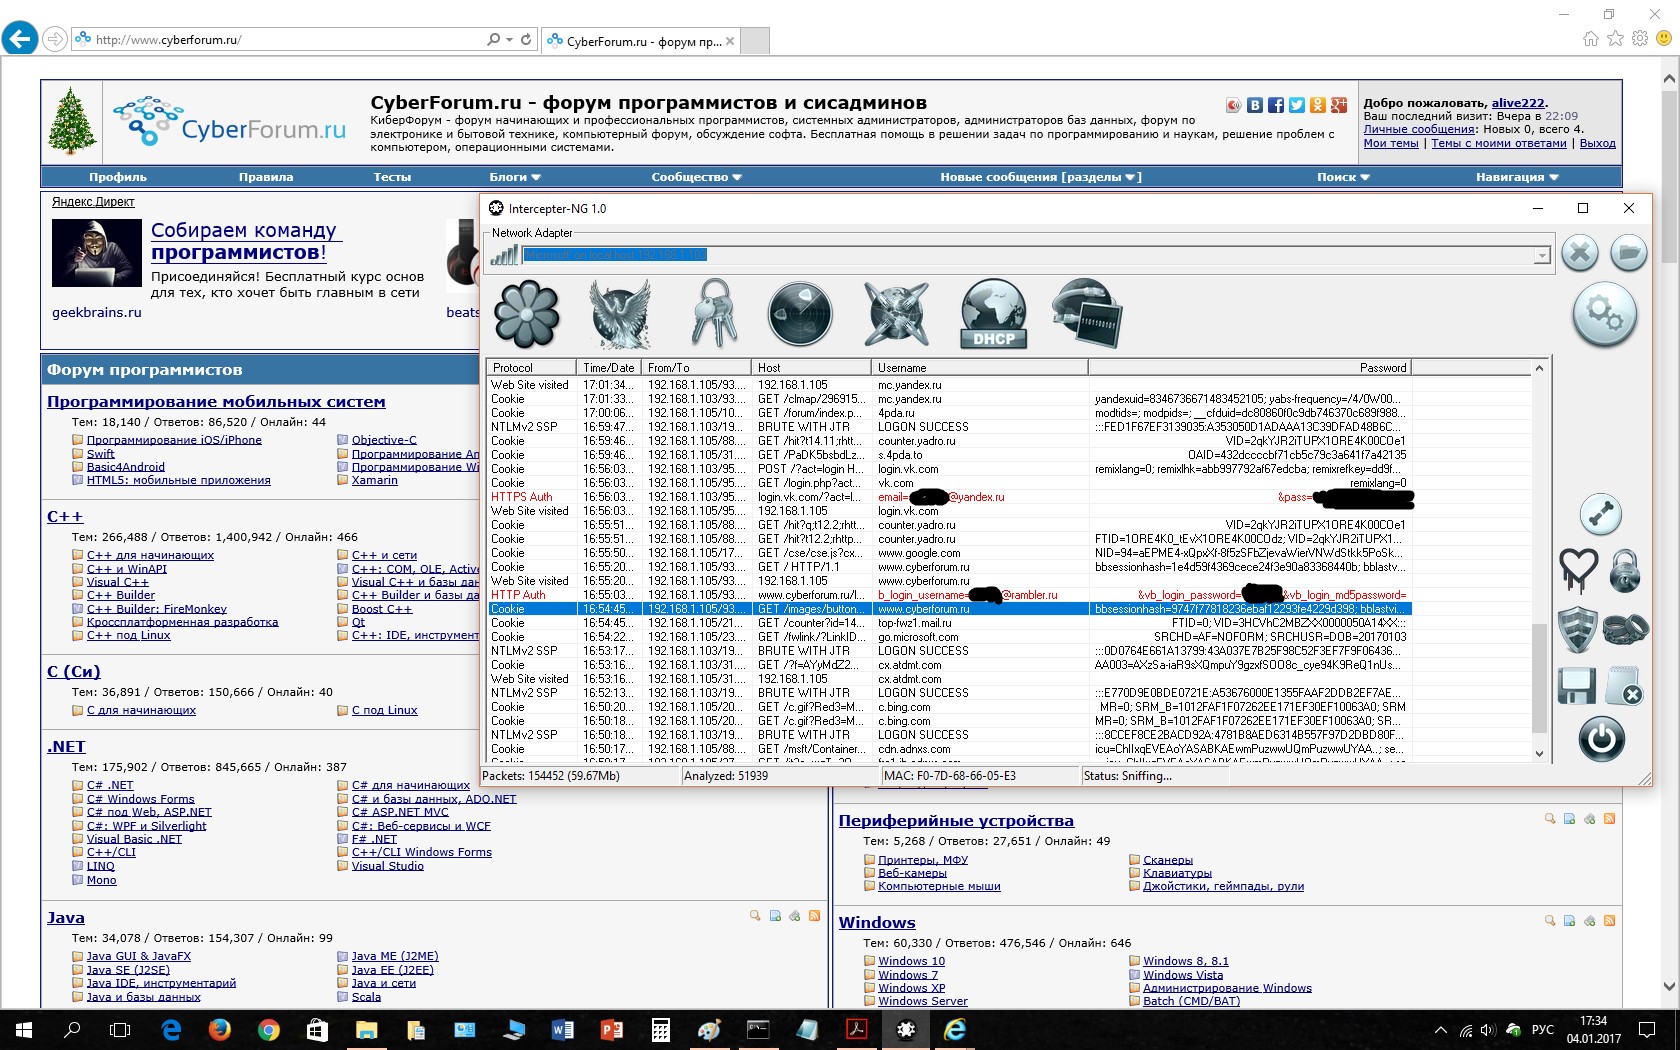 http://www.cyberforum.ru/
CyberForum.ru - форум пр...
CyberForum.ru
CyberForum.ru - форум программистов и сисадминов
КиберФорум - форум начинающих и профессиональных программистов, системных администраторов, администраторов баз данных, форум по
электронике и бытовой технике, компьютерный форум, обсуждение софта. Бесплатная помощь в решении задач по программированию и наукам, решение проблем с
компьютером, операционными системами.
Добро пожаловать, alive222.
Ваш последний визит: Вчера в 22:09
Личные сообщения: Новых 0, всего 4.
Мои темы | Темы с моими ответами | Выход
Профиль Правила Тесты Блоги Сообщество Новые сообщения [разделы ] Поиск Навигация
Яндекс.Директ
Собираем команду
программистов!
Присоединяйся! Бесплатный курс основ
для тех, кто хочет быть главным в сети
geekbrains.ru
beats
Intercepter-NG 1.0
Network Adapter
DHCP
Protocol Time/Date From/To Host Username Password
Web Site visited 17:01:34... 192.168.1.105/93.... 192.168.1.105 mc.yandex.ru
Cookie 17:01:33... 192.168.1.103/93.... GET /clmap/296915... mc.yandex.ru yandexuid=8346736671483452105; yabs-frequency=/4/0W00...
Cookie 17:00:06... 192.168.1.105/10... GET /forum/index.p... 4pda.ru modtids=; modpids=; __cfduid=dc80860f0c9db746370c689f988...
NTLMv2 SSP 16:59:47... 192.168.1.103/19... BRUTE WITH JTR LOGON SUCCESS :::FED1F67EF3139035:A353050D1ADAAA13C39DFAD48B6C...
Cookie 16:59:46... 192.168.1.105/88.... GET /hit?t14.11;rhtt... counter.yadro.ru VID=2qkYJR2iTUPX1ORE4K00COe1
Cookie 16:59:46... 192.168.1.105/31... GET /PaDK5bsbdLz... s.4pda.to OAID=432dccccbf71cb5c79c3a641f7a42135
Cookie 16:56:03... 192.168.1.103/95.... POST /?act=login H... login.vk.com remixlang=0; remixlhk=abb997792af67edcba; remixrefkey=dd9f...
Cookie 16:56:03... 192.168.1.103/95.... GET /login.php?act... vk.com remixlang=0
HTTPS Auth 16:56:03... 192.168.1.103/95... login.vk.com/?act=l... email= @yandex.ru &pass=
Web Site visited 16:56:03... 192.168.1.103/95... 192.168.1.105 login.vk.com
Cookie 16:55:51... 192.168.1.105/88.... GET /hit?q;t12.2;rh... counter.yadro.ru VID=2qkYJR2iTUPX1ORE4K00COe1
Cookie 16:55:51... 192.168.1.103/88.... GET /hit?t12.2;rhttp... counter.yadro.ru FTID=1ORE4K0_tEvX1ORE4K00COdz; VID=2qkYJR2iTUPX1...
Cookie 16:55:50... 192.168.1.105/17... GET /cse/cse.js?cx... www.google.com NID=94=aEPME4-xQpxXf-8f5zSFbZjevaWierVNWdStkk5PoSk...
Cookie 16:55:20... 192.168.1.105/93.... GET / HTTP/1.1 www.cyberforum.ru bbsessionhash=1e4d59f4369cece24f3e90a83368440b; bblastv...
Web Site visited 16:55:20... 192.168.1.105/93.... 192.168.1.105 www.cyberforum.ru
HTTP Auth 16:55:03... 192.168.1.103/93.... www.cyberforum.ru/l... b_login_username= @rambler.ru &vb_login_password= &vb_login_md5password=
Cookie 16:54:45... 192.168.1.105/93... GET /images/button... www.cyberforum.ru bbsessionhash=9747f77818236ebaf12293fe4229d398; bblastvi...
Cookie 16:54:45... 192.168.1.105/21... GET /counter?id=14... top-fwz1.mail.ru FTID=0; VID=3HCVhC2MBZXX0000050A14XX:::
Cookie 16:54:22... 192.168.1.103/23... GET /fwlink/?LinkID... go.microsoft.com SRCHD=AF=NOFORM; SRCHUSR=DOB=20170103
NTLMv2 SSP 16:53:17... 192.168.1.103/19... BRUTE WITH JTR LOGON SUCCESS :::0D0764E661A13799:43A037E7B25F98C52F3EF7F9F06436...
Cookie 16:53:16... 192.168.1.103/31... GET /?f=AYyMdZ2... cx.atdmt.com AA003=AXzSa-iaR9sXQmpuY9gzxfSOO8c_cye94K9ReQ1nUs...
Web Site visited 16:53:16... 192.168.1.103/31... 192.168.1.105 cx.atdmt.com
NTLMv2 SSP 16:52:13... 192.168.1.103/19... BRUTE WITH JTR LOGON SUCCESS :::E770D9E0BDE0721E:A53676000E1355FAAF2DDB2EF7AE...
Cookie 16:50:18... 192.168.1.105/20... GET /c.gif?Red3=M... c.bing.com MR=0; SRM_B=1012FAF1F07262EE171EF30EF10063A0; SR...
Cookie 16:50:18... 192.168.1.105/20... GET /c.gif?Red3=M... c.bing.com MR=0; SRM_B=1012FAF1F07262EE171EF30EF10063A0; SRM...
NTLMv2 SSP 16:50:18... 192.168.1.103/19... BRUTE WITH JTR LOGON SUCCESS :::8CCEF8CE2BACD92A:4781B8AED6314B557F97D2DBD80F...
Cookie 16:50:17... 192.168.1.105/88.... GET /msft/Container... cdn.adnxs.com icu=ChIIxqEVEAoYASABKAEwmPuzwwUQmPuzwwUYAA..; se...
Packets: 154452 (59.67Mb) Analyzed: 51939 MAC: F0-7D-68-66-05-E3 Status: Sniffing...
Форум программистов
Программирование мобильных систем
Тем: 18,140 / Ответов: 86,520 / Онлайн: 44
Программирование iOS/iPhone Objective-C
Swift Программирование An
Basic4Android Программирование Wi
HTML5: мобильные приложения Xamarin
C++
Тем: 266,488 / Ответов: 1,400,942 / Онлайн: 466
C++ для начинающих C++ и сети
C++ и WinAPI C++: COM, OLE, Active
Visual C++ Visual C++ и базы дан
C++ Builder C++ Builder и базы да
C++ Builder: FireMonkey Boost C++
Кроссплатформенная разработка Qt
C++ под Linux C++: IDE, инструмент
C (Си)
Тем: 36,891 / Ответов: 150,666 / Онлайн: 40
C для начинающих C под Linux
.NET
Тем: 175,902 / Ответов: 845,665 / Онлайн: 387
C# .NET C# для начинающих
C# Windows Forms C# и базы данных, ADO.NET
C# под Web, ASP.NET C# ASP.NET MVC
C#: WPF и Silverlight C#: Веб-сервисы и WCF
Visual Basic .NET F# .NET
C++/CLI C++/CLI Windows Forms
LINQ Visual Studio
Mono
Java
Тем: 34,078 / Ответов: 154,307 / Онлайн: 99
Java GUI & JavaFX Java ME (J2ME)
Java SE (J2SE) Java EE (J2EE)
Java IDE, инструментарий Java и сети
Java и базы данных Scala
Периферийные устройства
Тем: 5,268 / Ответов: 27,651 / Онлайн: 49
Принтеры, МФУ Сканеры
Веб-камеры Клавиатуры
Компьютерные мыши Джойстики, геймпады, рули
Windows
Тем: 60,330 / Ответов: 476,546 / Онлайн: 646
Windows 10 Windows 8, 8.1
Windows 7 Windows Vista
Windows XP Администрирование Windows
Windows Server Batch (CMD/BAT)
РУС
17:34
04.01.2017